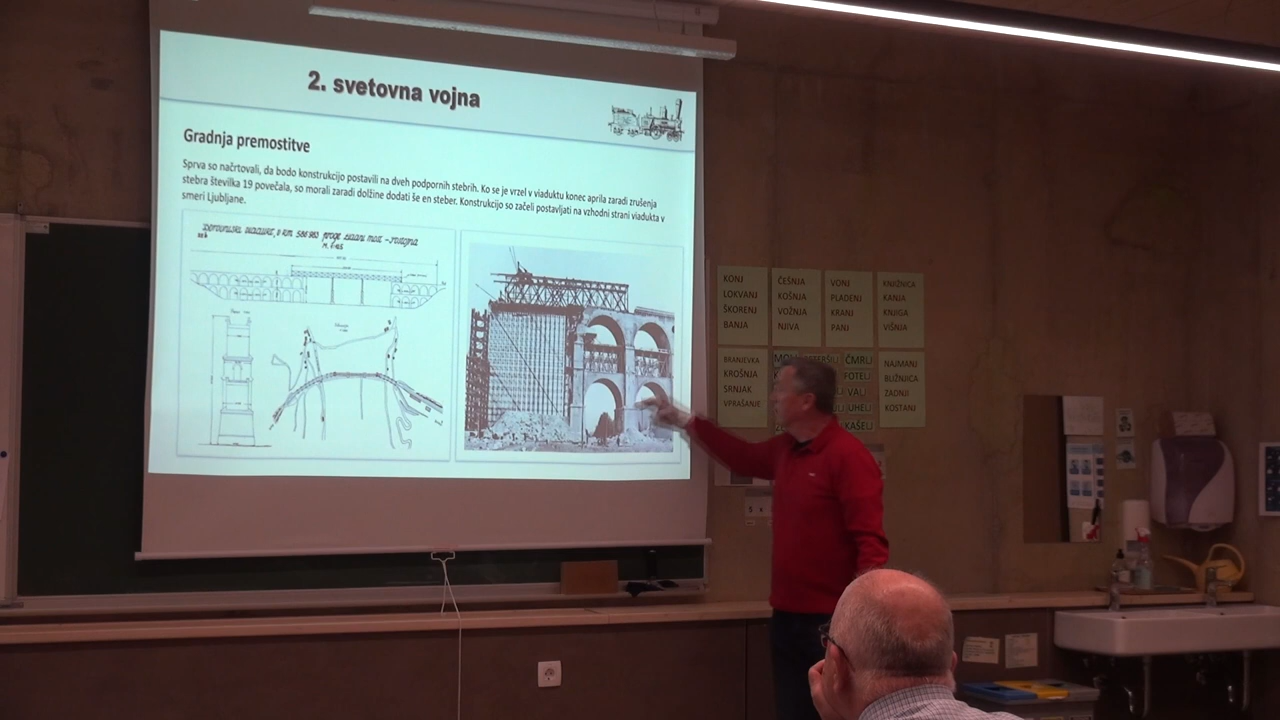 2. svetovna vojna
Gradnja premostitve
Sprva so načrtovali, da bodo konstrukcijo postavili na dveh podpornih stebrih. Ko se je vrzel v viaduktu konec aprila zaradi zrušenja
stebra številka 19 povečala, so morali zaradi dolžine dodati še en steber. Konstrukcijo so začeli postavljati na vzhodni strani viadukta v
smeri Ljubljane.
KONJ
LOKVANJ
ŠKORENJ
BANJA
ČEŠNJA
KOŠNJA
VOŽNJA
NJIVA
VONJ
PLADENJ
KRANJ
PANJ
KNJIŽNICA
KANJA
KNJIGA
VIŠNJA
BRANJEVKA
KROŠNJA
SRNJAK
VPRAŠANJE
ČMRLJ
FOTELJ
UHELJ
KAŠELJ
NAJMANJ
BLIŽNJICA
ZADNJI
KOSTANJ